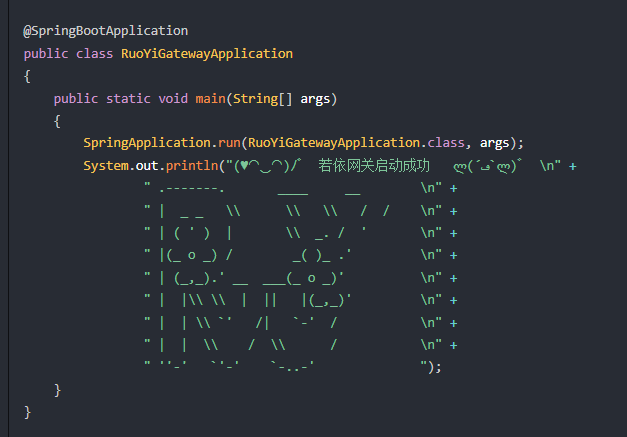 @SpringBootApplication
public class RuoYiGatewayApplication
{
    public static void main(String[] args)
    {
        SpringApplication.run(RuoYiGatewayApplication.class, args);
        System.out.println("(♥◠‿◠)ﾉﾞ  若依网关启动成功   ლ(´ڡ`ლ)ﾞ  \n" +
                " .-------.       ____     __        \n" +
                " |  _ _   \\      \\   \\   /  /    \n" +
                " | ( ' )  |       \\  _. /  '       \n" +
                " |(_ o _) /        _( )_ .'         \n" +
                " | (_,_).' __  ___(_ o _)'          \n" +
                " |  |\\ \\  |  ||   |(_,_)'         \n" +
                " |  | \\ `'   /|   `-'  /           \n" +
                " |  |  \\    /  \\      /           \n" +
                " ''-'   `'-'    `-..-'              ");
    }
}